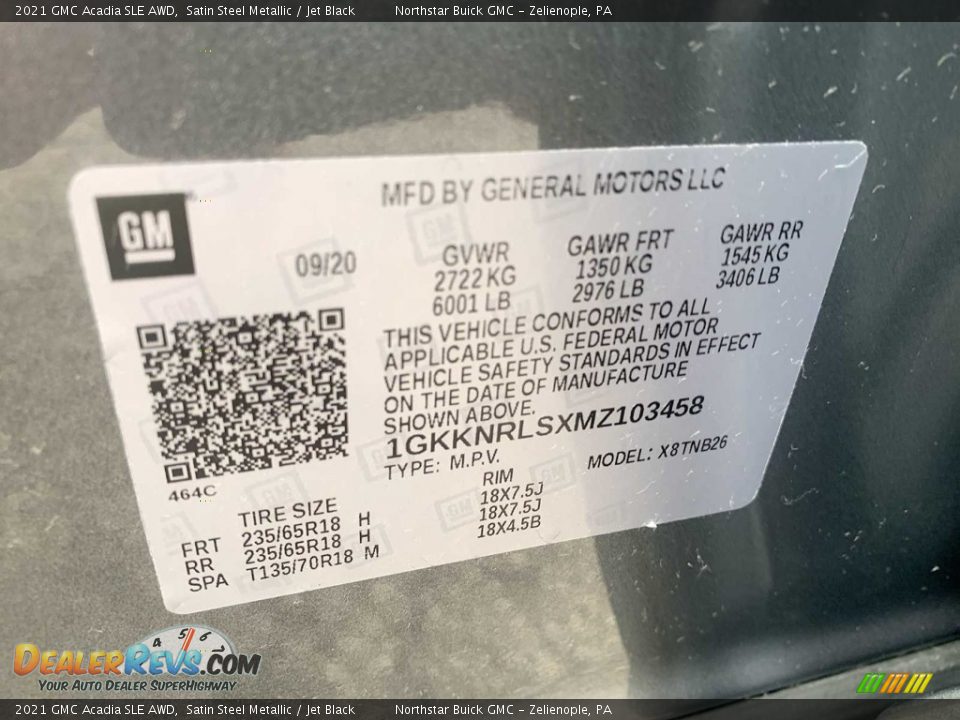 2021 GMC Acadia SLE AWD, Satin Steel Metallic / Jet Black Northstar Buick GMC - Zelienople, PA
MFD BY GENERAL MOTORS LLC
GM
09/20
GVWR GAWR FRT GAWR RR
2722 KG 1350 KG 1545 KG
6001 LB 2976 LB 3406 LB
THIS VEHICLE CONFORMS TO ALL
APPLICABLE U.S. FEDERAL MOTOR
VEHICLE SAFETY STANDARDS IN EFFECT
ON THE DATE OF MANUFACTURE
SHOWN ABOVE.
1GKKNRLSXMZ103458
TYPE: M.P.V. MODEL: X8TNB26
464C
TIRE SIZE RIM
FRT 235/65R18 H 18X7.5J
RR 235/65R18 H 18X7.5J
SPA T135/70R18 M 18X4.5B
4 5 6
DEALERREVS.COM
YOUR AUTO DEALER SUPERHIGHWAY
2021 GMC Acadia SLE AWD, Satin Steel Metallic / Jet Black Northstar Buick GMC - Zelienople, PA